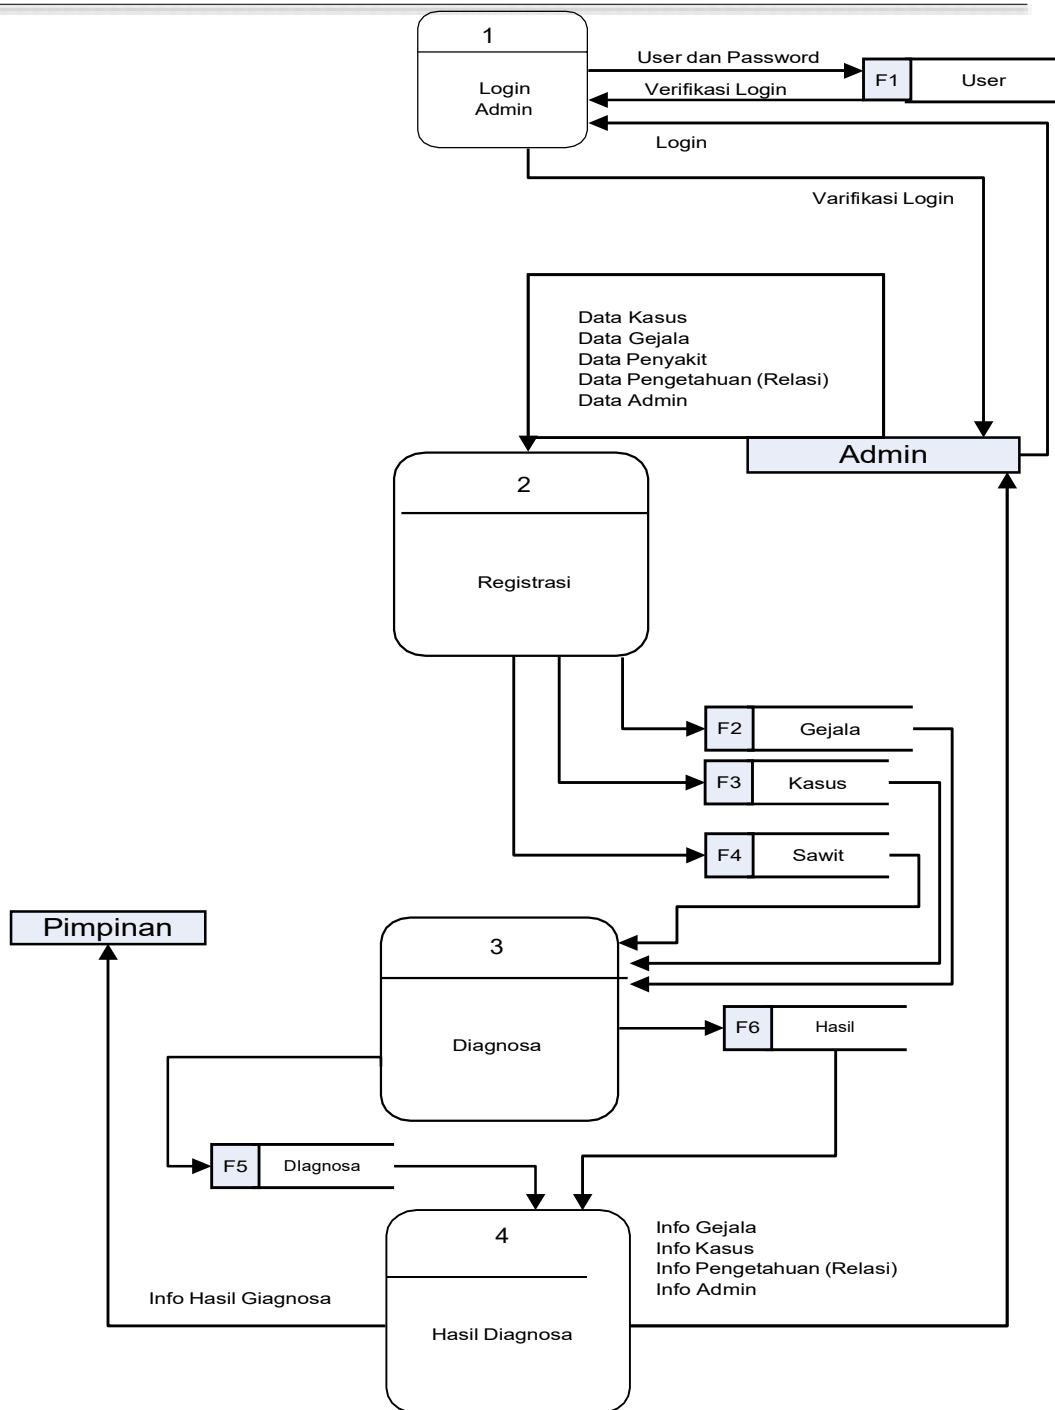 1
Login
Admin
User dan Password
F1
User
Verifikasi Login
Login
Varifikasi Login
Data Kasus
Data Gejala
Data Penyakit
Data Pengetahuan (Relasi)
Data Admin
Admin
2
Registrasi
F2
Gejala
F3
Kasus
F4
Sawit
Pimpinan
3
Diagnosa
F6
Hasil
F5
DIagnosa
4
Hasil Diagnosa
Info Gejala
Info Kasus
Info Pengetahuan (Relasi)
Info Admin
Info Hasil Giagnosa